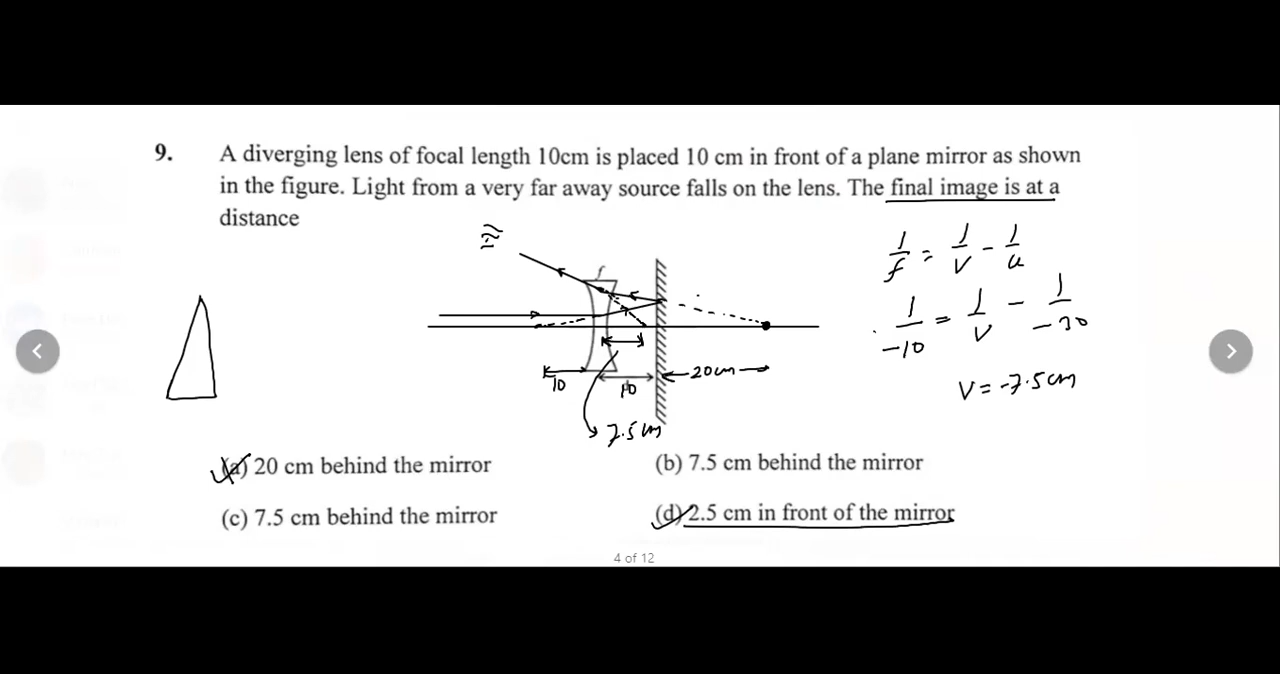 9. A diverging lens of focal length 10cm is placed 10 cm in front of a plane mirror as shown
in the figure. Light from a very far away source falls on the lens. The final image is at a
distance
1/f = 1/v - 1/u
1/-10 = 1/v - 1/-30
v = -7.5 cm
f
10
10
20cm
7.5 cm
(a) 20 cm behind the mirror
(b) 7.5 cm behind the mirror
(c) 7.5 cm behind the mirror
(d) 2.5 cm in front of the mirror
4 of 12